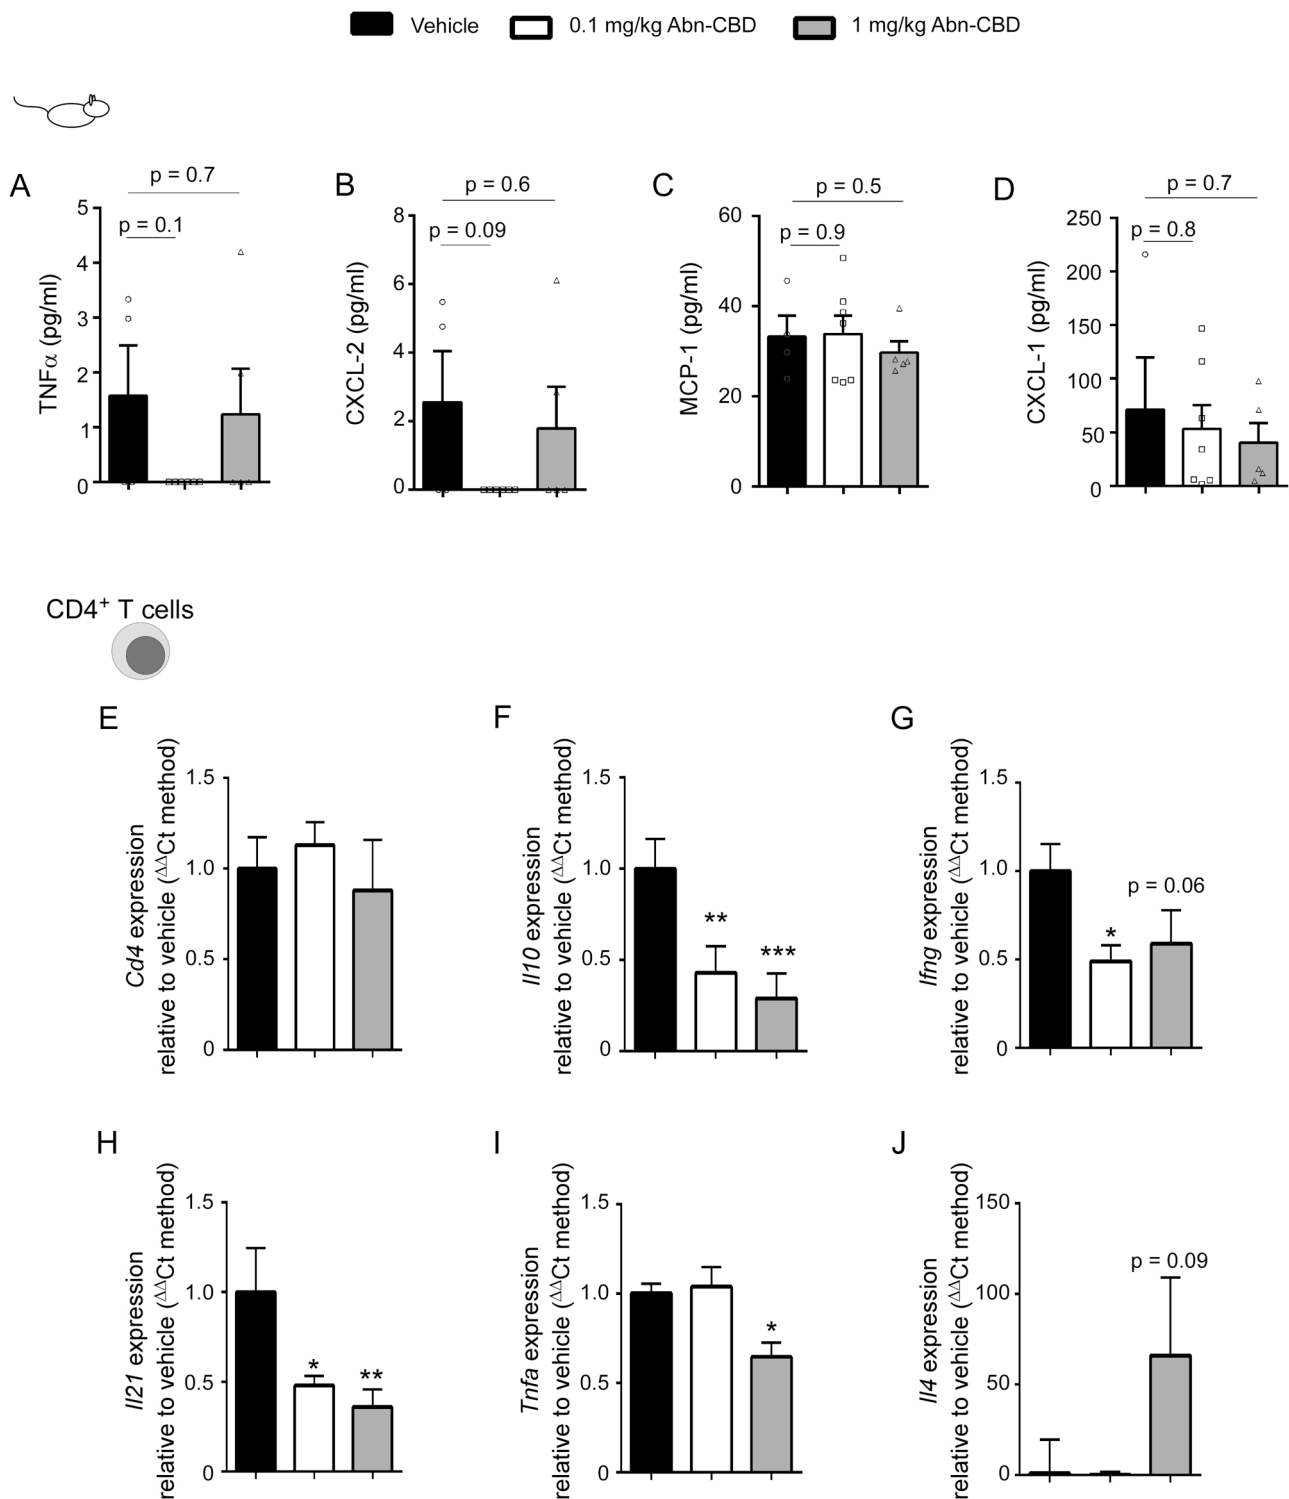 Vehicle
0.1 mg/kg Abn-CBD
1 mg/kg Abn-CBD
A
p = 0.7
p = 0.1
TNFα (pg/ml)
5
4
3
2
1
0
B
p = 0.6
p = 0.09
CXCL-2 (pg/ml)
8
6
4
2
0
C
p = 0.5
p = 0.9
MCP-1 (pg/ml)
60
40
20
0
D
p = 0.7
p = 0.8
CXCL-1 (pg/ml)
250
200
150
100
50
0
CD4⁺ T cells
E
Cd4 expression
relative to vehicle (ΔΔCt method)
1.5
1.0
0.5
0
F
Il10 expression
relative to vehicle (ΔΔCt method)
1.5
1.0
0.5
0
**
***
G
Ifng expression
relative to vehicle (ΔΔCt method)
1.5
1.0
0.5
0
*
p = 0.06
H
Il21 expression
relative to vehicle (ΔΔCt method)
1.5
1.0
0.5
0
*
**
I
Tnfa expression
relative to vehicle (ΔΔCt method)
1.5
1.0
0.5
0
*
J
Il4 expression
relative to vehicle (ΔΔCt method)
150
100
50
0
p = 0.09